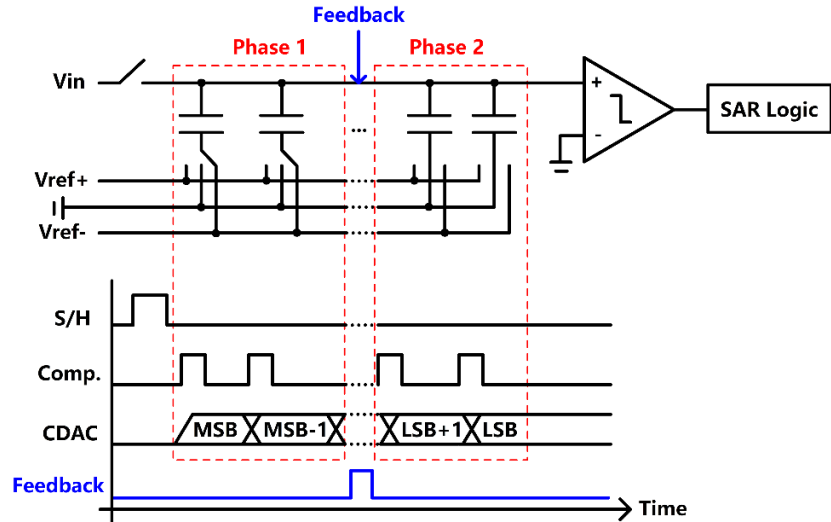 Feedback
Phase 1
Phase 2
Vin
+
SAR Logic
...
-
Vref+
Vref-
S/H
Comp.
CDAC
MSB
MSB-1
LSB+1
LSB
Feedback
Time